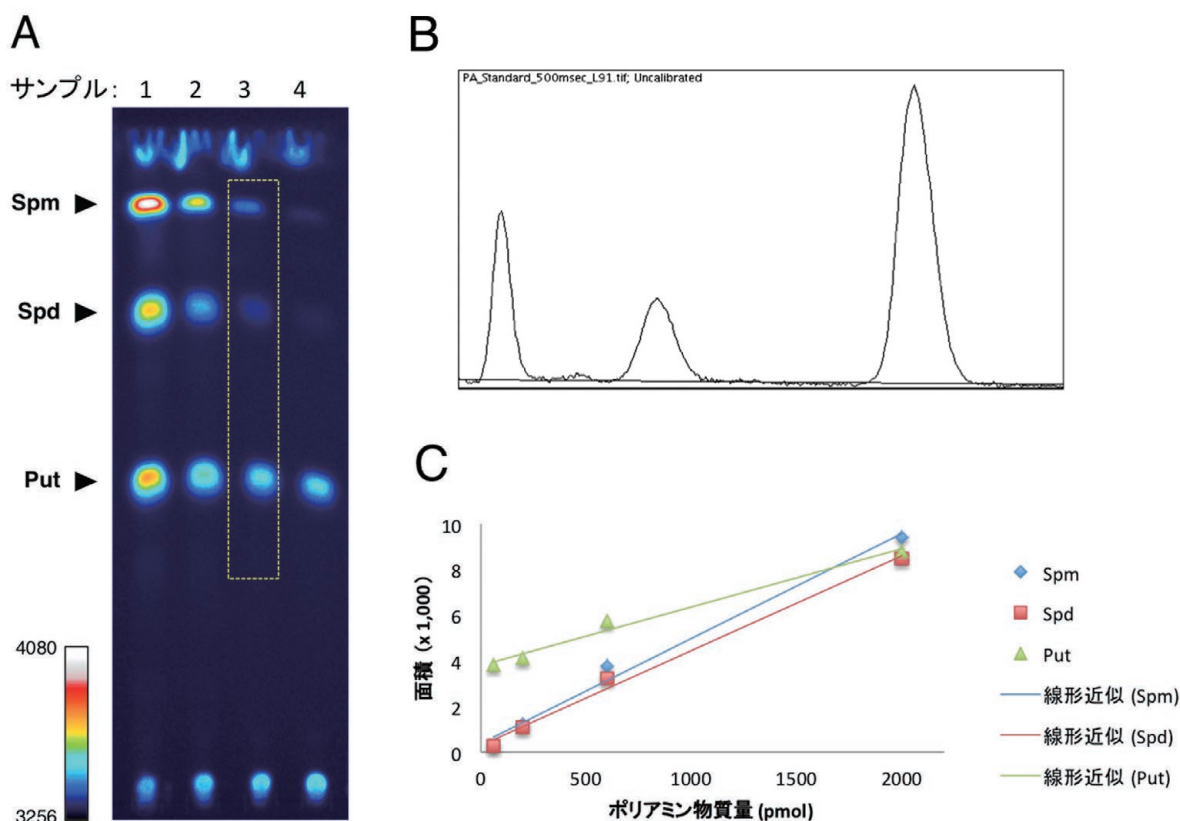 A
サンプル: 1 2 3 4
Spm ▶
Spd ▶
Put ▶
4080
3256
B
PA_Standard_500msec_L91.tif; Uncalibrated
C
面積 (x 1,000)
10
8
6
4
2
0
0 500 1000 1500 2000
ポリアミン物質量 (pmol)
Spm
Spd
Put
線形近似 (Spm)
線形近似 (Spd)
線形近似 (Put)